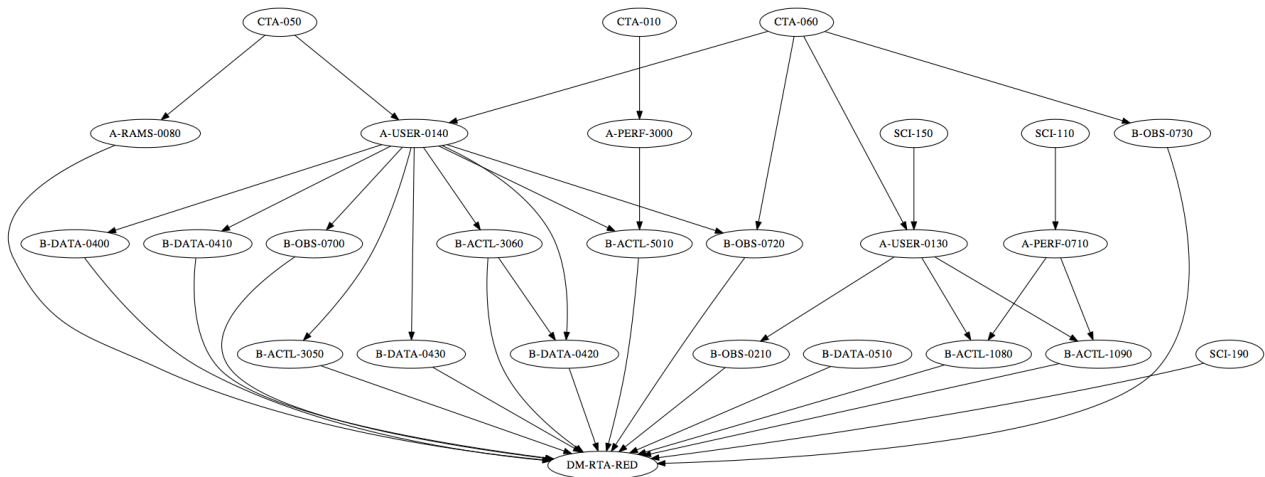 CTA-050
CTA-010
CTA-060
A-RAMS-0080
A-USER-0140
A-PERF-3000
SCI-150
SCI-110
B-OBS-0730
B-DATA-0400
B-DATA-0410
B-OBS-0700
B-ACTL-3060
B-ACTL-5010
B-OBS-0720
A-USER-0130
A-PERF-0710
B-ACTL-3050
B-DATA-0430
B-DATA-0420
B-OBS-0210
B-DATA-0510
B-ACTL-1080
B-ACTL-1090
SCI-190
DM-RTA-RED